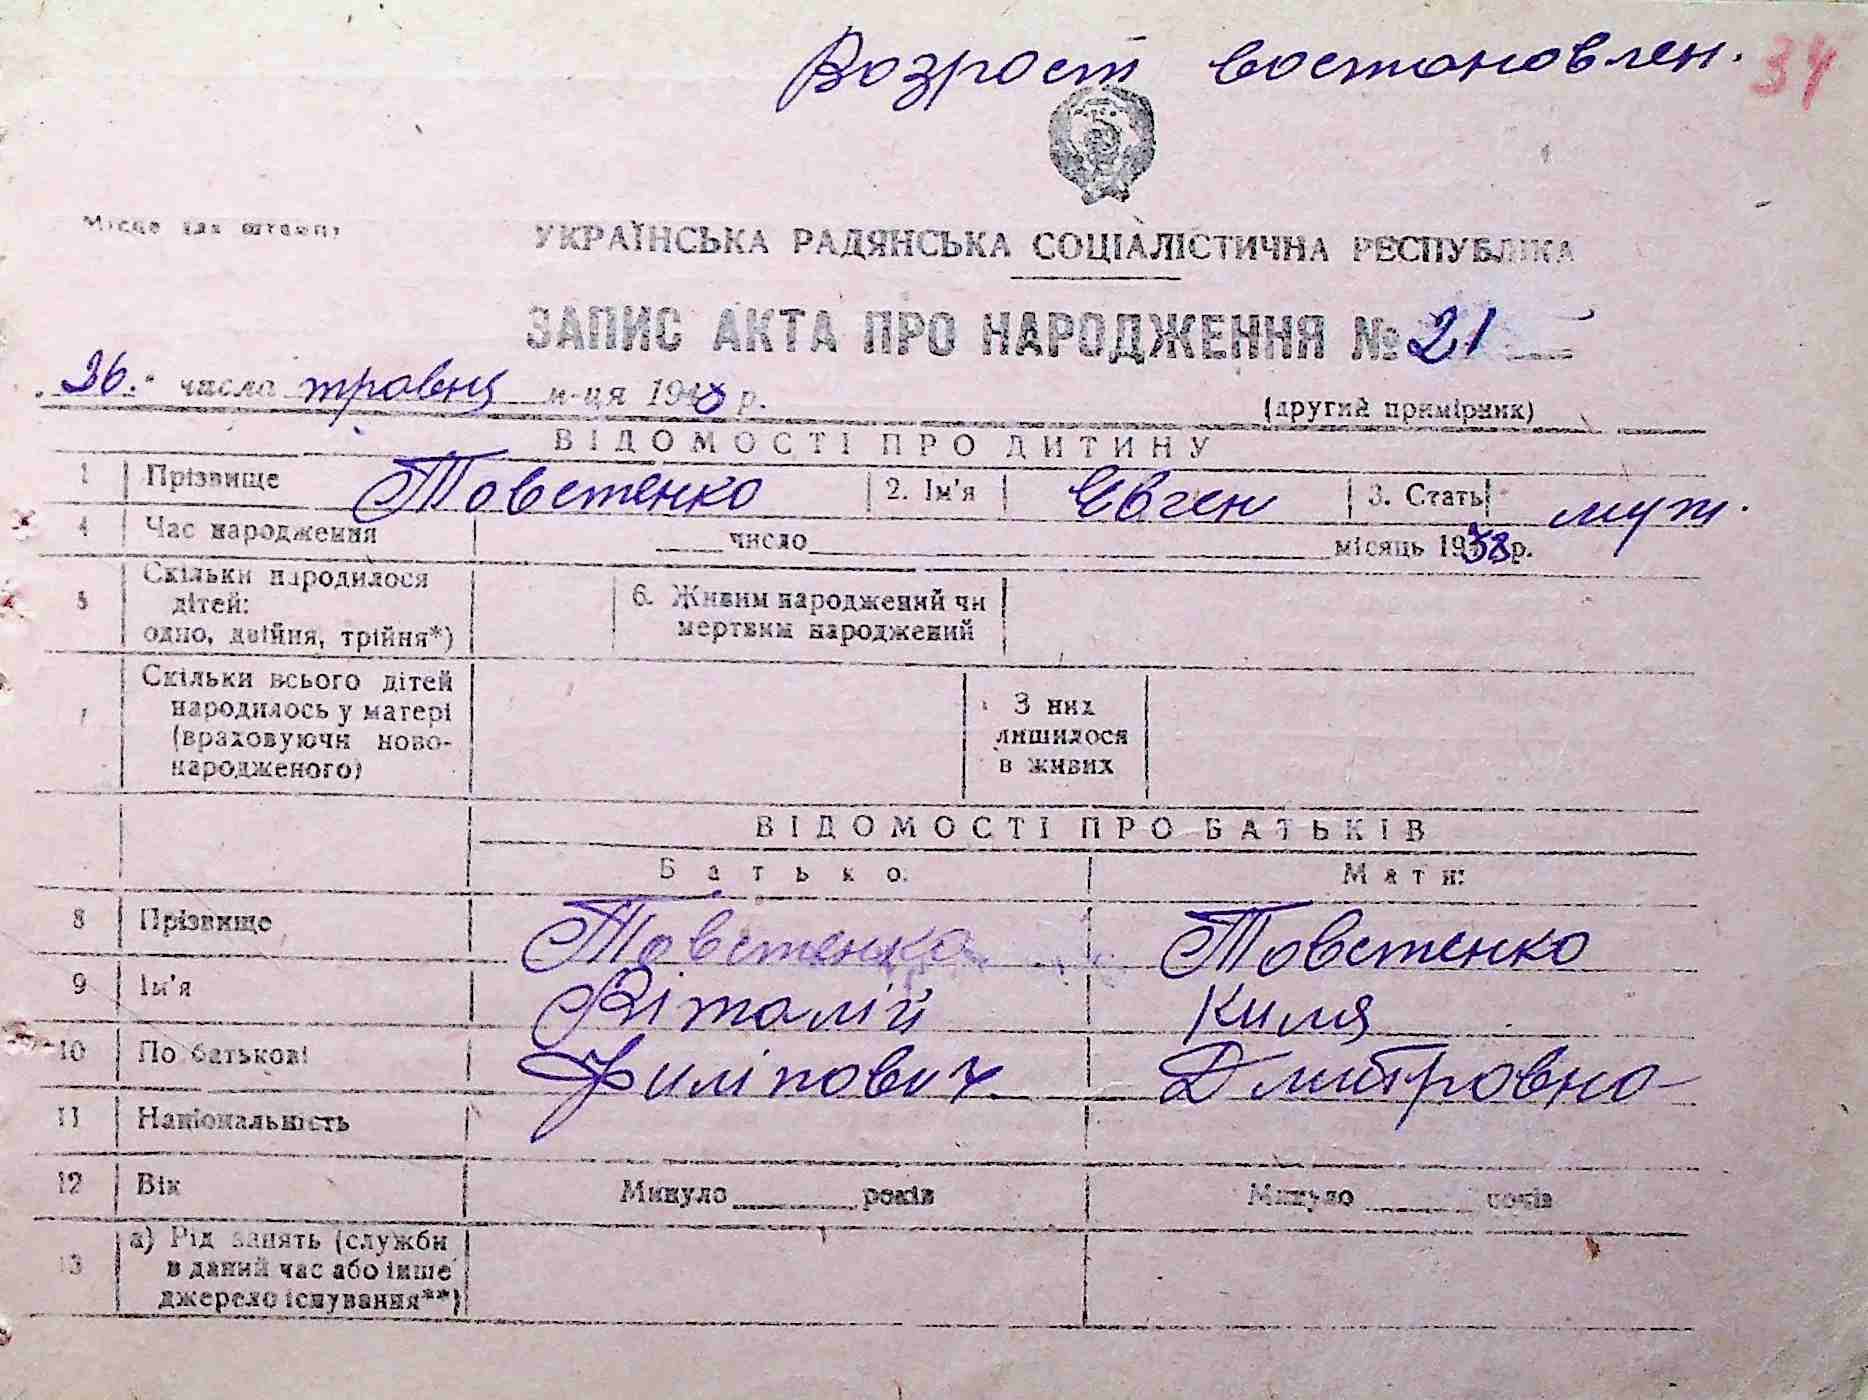 Возраст востановлен. 34
Місце для штампу
УКРАЇНСЬКА РАДЯНСЬКА СОЦІАЛІСТИЧНА РЕСПУБЛІКА
ЗАПИС АКТА ПРО НАРОДЖЕННЯ № 21
"26." числа травня м-ця 1948 р. (другий примірник)
ВІДОМОСТІ ПРО ДИТИНУ
1 Прізвище Товстенко 2. Ім'я Євген 3. Стать муж.
4 Час народження число місяць 1938 р.
5 Скільки народилося 6. Живим народжений чи
дітей: мертвим народжений
одно, двійня, трійня*)
7 Скільки всього дітей З них
народилось у матері лишилося
(враховуючи ново- в живих
народженого)
ВІДОМОСТІ ПРО БАТЬКІВ
Батько: Мати:
8 Прізвище Товстенко Товстенко
9 Ім'я Віталій Киля
10 По батькові Филіпович Дмитровна
11 Національність
12 Вік Минуло років Минуло років
13 а) Рід занять (служби
в даний час або інше
джерело існування**)